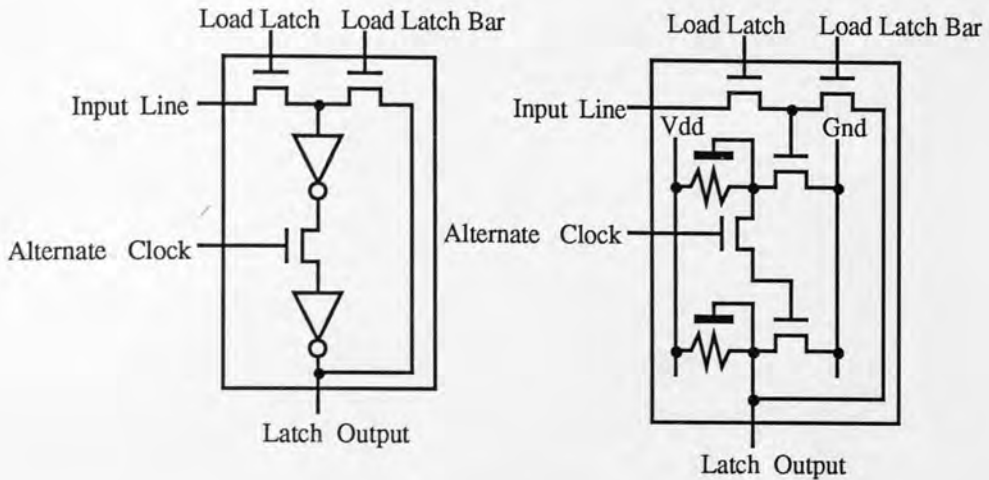 Load Latch
Load Latch Bar
Input Line
Alternate Clock
Latch Output
Load Latch
Load Latch Bar
Input Line
Vdd
Gnd
Alternate Clock
Latch Output